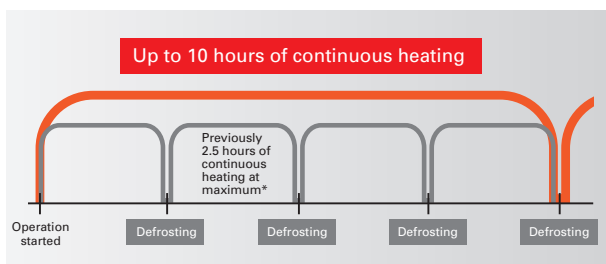 Up to 10 hours of continuous heating
Previously
2.5 hours of
continuous
heating at
maximum*
Operation
started
Defrosting
Defrosting
Defrosting
Defrosting